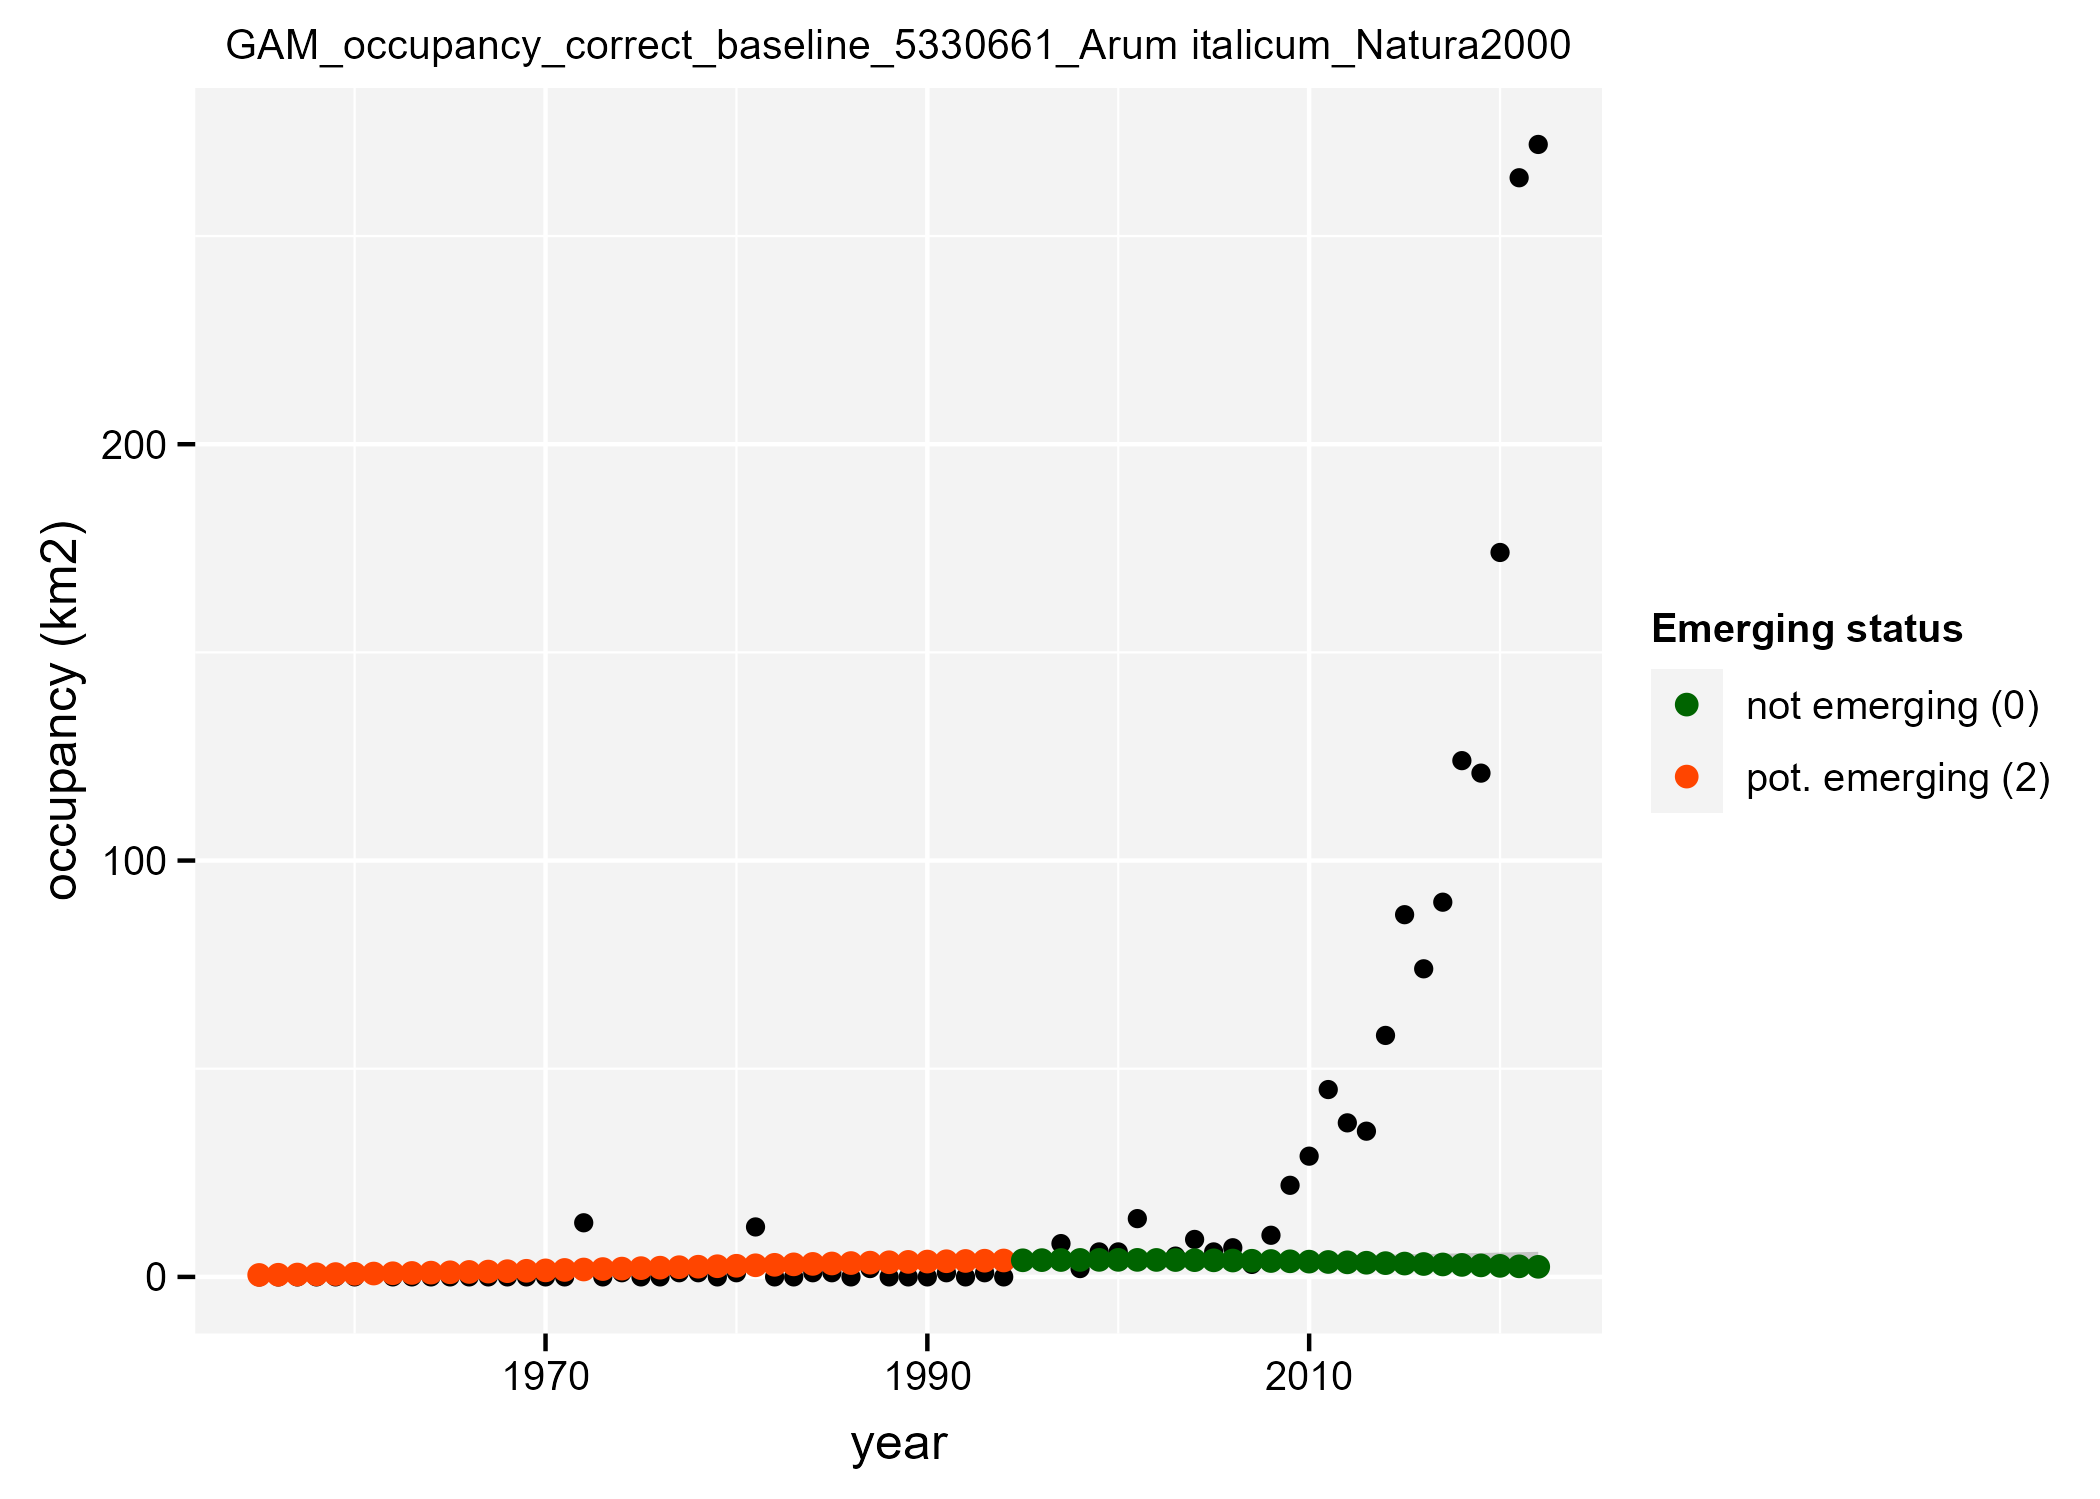 GAM_occupancy_correct_baseline_5330661_Arum italicum_Natura2000
occupancy (km2)
200
100
0
1970
1990
2010
year
Emerging status
not emerging (0)
pot. emerging (2)